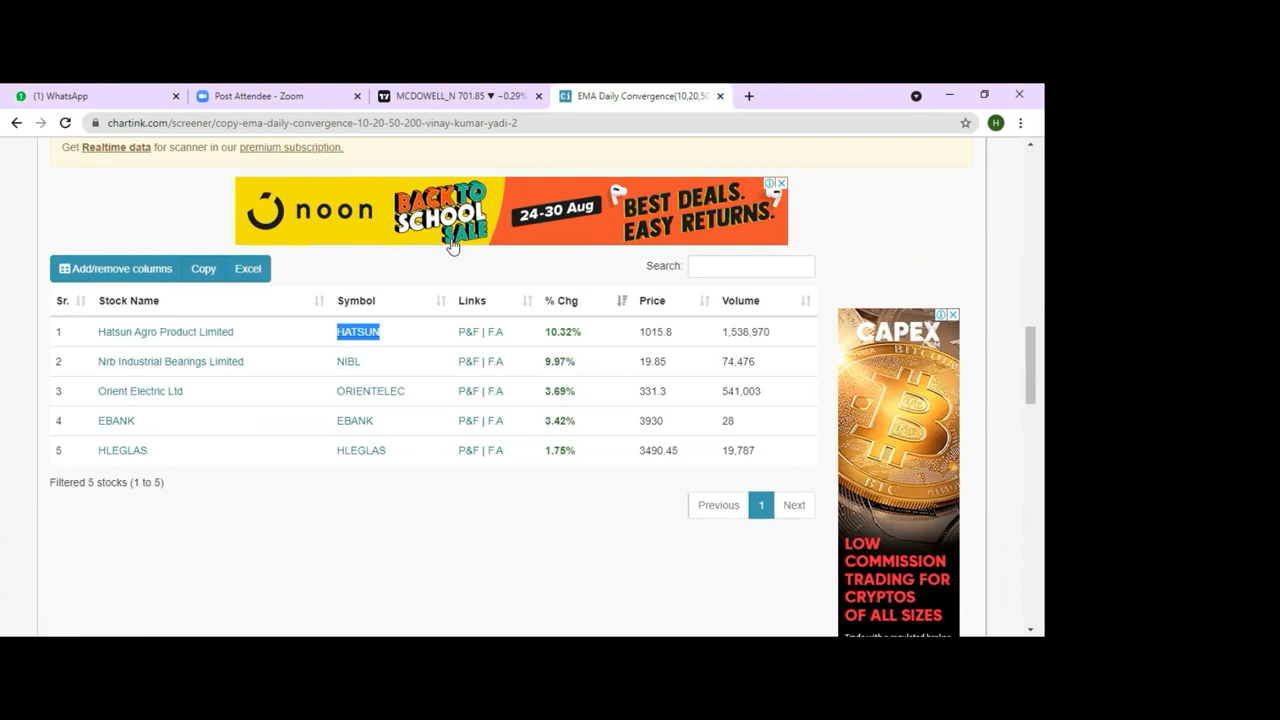 (1) WhatsApp
Post Attendee - Zoom
MCDOWELL_N 701.85 ▼ −0.29%
EMA Daily Convergence(10,20,50
chartink.com/screener/copy-ema-daily-convergence-10-20-50-200-vinay-kumar-yadi-2
H
Get Realtime data for scanner in our premium subscription.
noon
BACK TO SCHOOL SALE
24-30 Aug
BEST DEALS.
EASY RETURNS.
Add/remove columns Copy Excel
Search:
Sr. Stock Name Symbol Links % Chg Price Volume
1 Hatsun Agro Product Limited HATSUN P&F | F.A 10.32% 1015.8 1,538,970
2 Nrb Industrial Bearings Limited NIBL P&F | F.A 9.97% 19.85 74,476
3 Orient Electric Ltd ORIENTELEC P&F | F.A 3.69% 331.3 541,003
4 EBANK EBANK P&F | F.A 3.42% 3930 28
5 HLEGLAS HLEGLAS P&F | F.A 1.75% 3490.45 19,787
Filtered 5 stocks (1 to 5)
Previous 1 Next
CAPEX
.COM
BITCOIN
BTC
LOW
COMMISSION
TRADING FOR
CRYPTOS
OF ALL SIZES